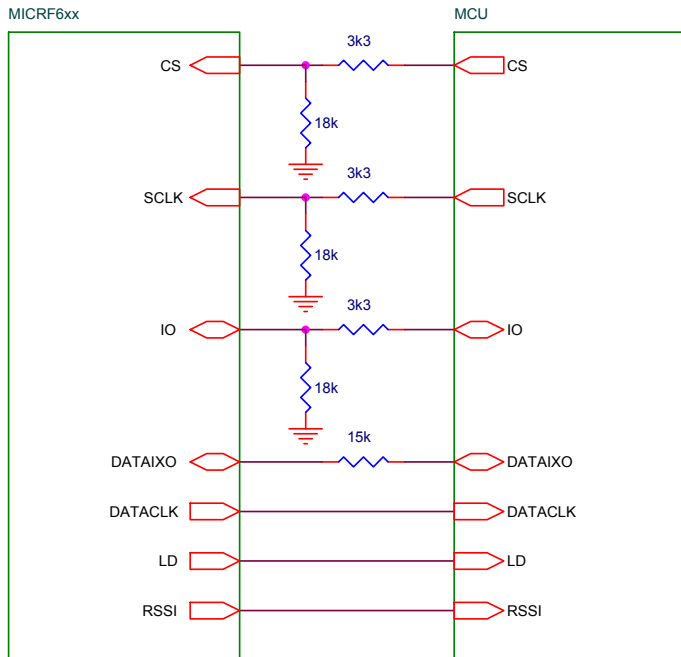 MICRF6xx MCU
3k3
CS CS
18k
3k3
SCLK SCLK
18k
3k3
IO IO
18k
15k
DATAIXO DATAIXO
DATACLK DATACLK
LD LD
RSSI RSSI